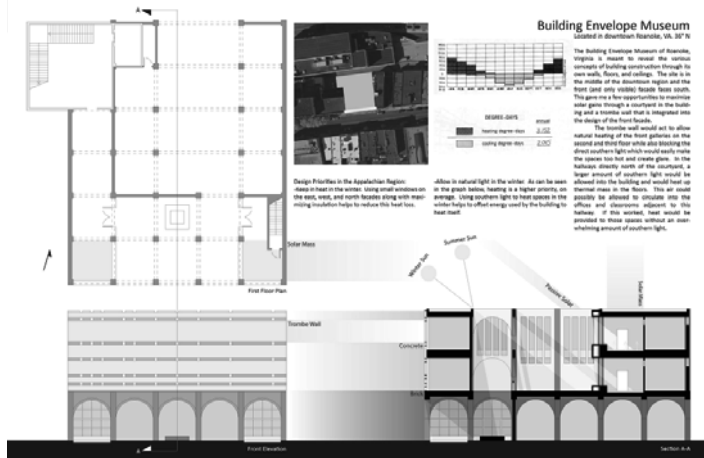 A
Building Envelope Museum
Located in downtown Roanoke, VA. 36° N
The Building Envelope Museum of Roanoke,
Virginia is meant to reveal the various
concepts of building construction through its
own walls, floors, and ceilings. The site is in
the middle of the downtown region and the
front (and only visible) facade faces south.
This gave me a few opportunities to maximize
solar gains through a courtyard in the build-
ing and a trombe wall that is integrated into
the design of the front facade.
The trombe wall would act to allow
natural heating of the front galleries on the
second and third floor while also blocking the
direct southern light which would easily make
the spaces too hot and create glare. In the
hallways directly north of the courtyard, a
larger amount of southern light would be
allowed into the building and would heat up
thermal mass in the floors. This air could
possibly be allowed to circulate into the
offices and classrooms adjacent to this
hallway. If this worked, heat would be
provided to those spaces without an over-
whelming amount of southern light.
DEGREE-DAYS
annual
heating degree-days
cooling degree-days
Design Priorities in the Appalachian Region:
-Keep in heat in the winter. Using small windows on
the east, west, and north facades along with maxi-
mizing insulation helps to reduce this heat loss.
-Allow in natural light in the winter. As can be seen
in the graph below, heating is a higher priority, on
average. Using southern light to heat spaces in the
winter helps to offset energy used by the building to
heat itself.
Solar Mass
First Floor Plan
Winter Sun
Summer Sun
Passive Solar
Solar Mass
Trombe Wall
Concrete
Brick
A
Front Elevation
Section A-A